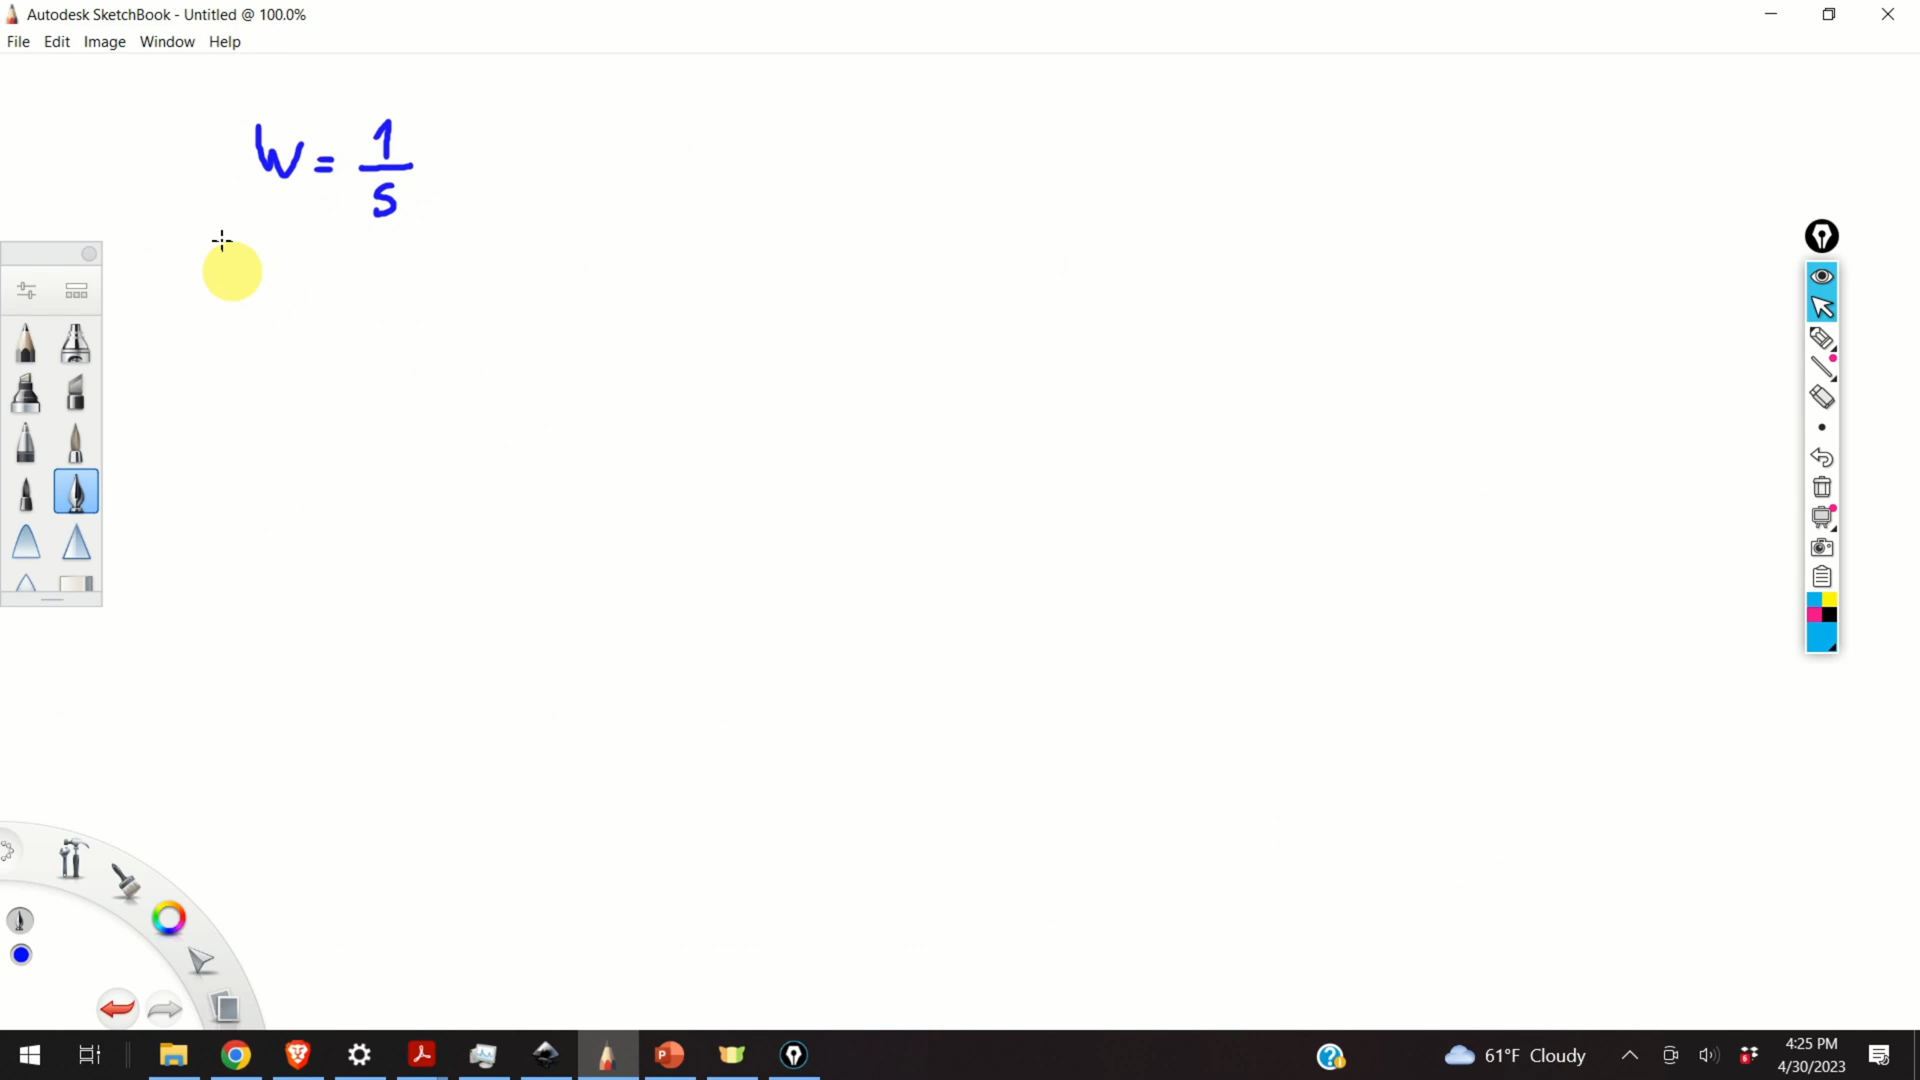 Autodesk SketchBook - Untitled @ 100.0%
File Edit Image Window Help
W = 1/s
61°F Cloudy
4:25 PM
4/30/2023